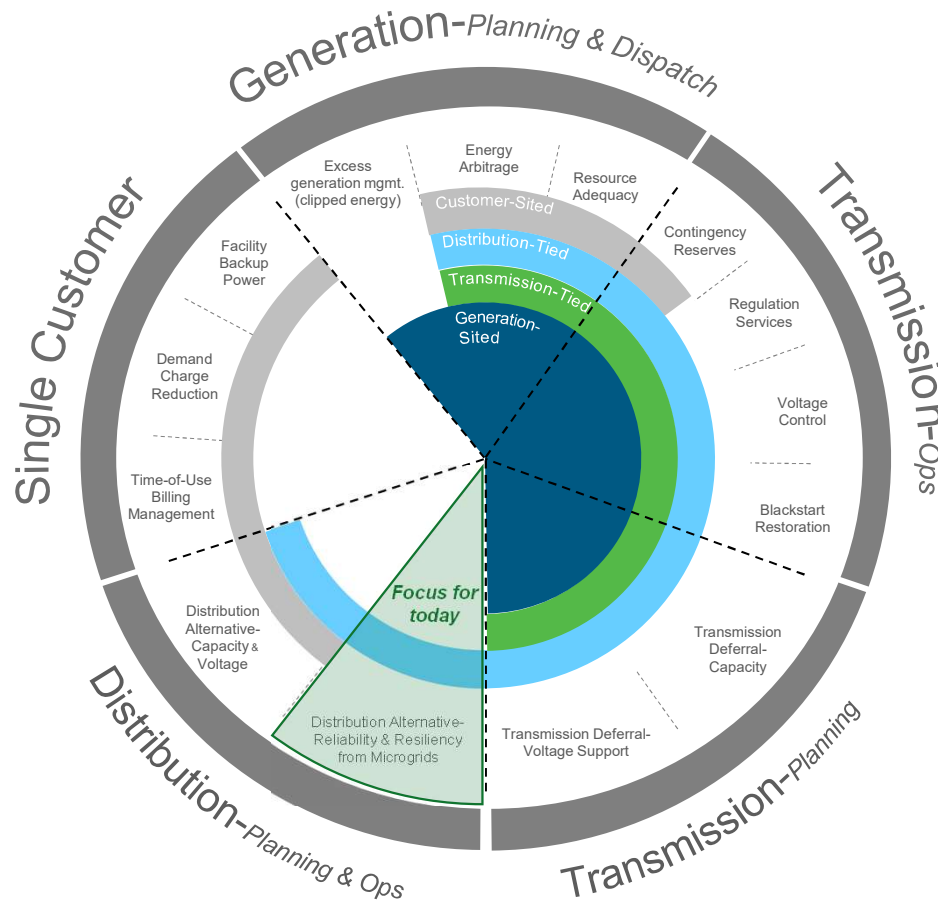 Generation-Planning & Dispatch
Excess
generation mgmt.
(clipped energy)
Energy
Arbitrage
Resource
Adequacy
Customer-Sited
Distribution-Tied
Transmission-Tied
Generation-
Sited
Transmission-Ops
Contingency
Reserves
Regulation
Services
Voltage
Control
Blackstart
Restoration
Transmission-Planning
Transmission
Deferral-
Capacity
Transmission Deferral-
Voltage Support
Distribution-Planning & Ops
Focus for
today
Distribution Alternative-
Reliability & Resiliency
from Microgrids
Distribution
Alternative-
Capacity &
Voltage
Single Customer
Facility
Backup
Power
Demand
Charge
Reduction
Time-of-Use
Billing
Management